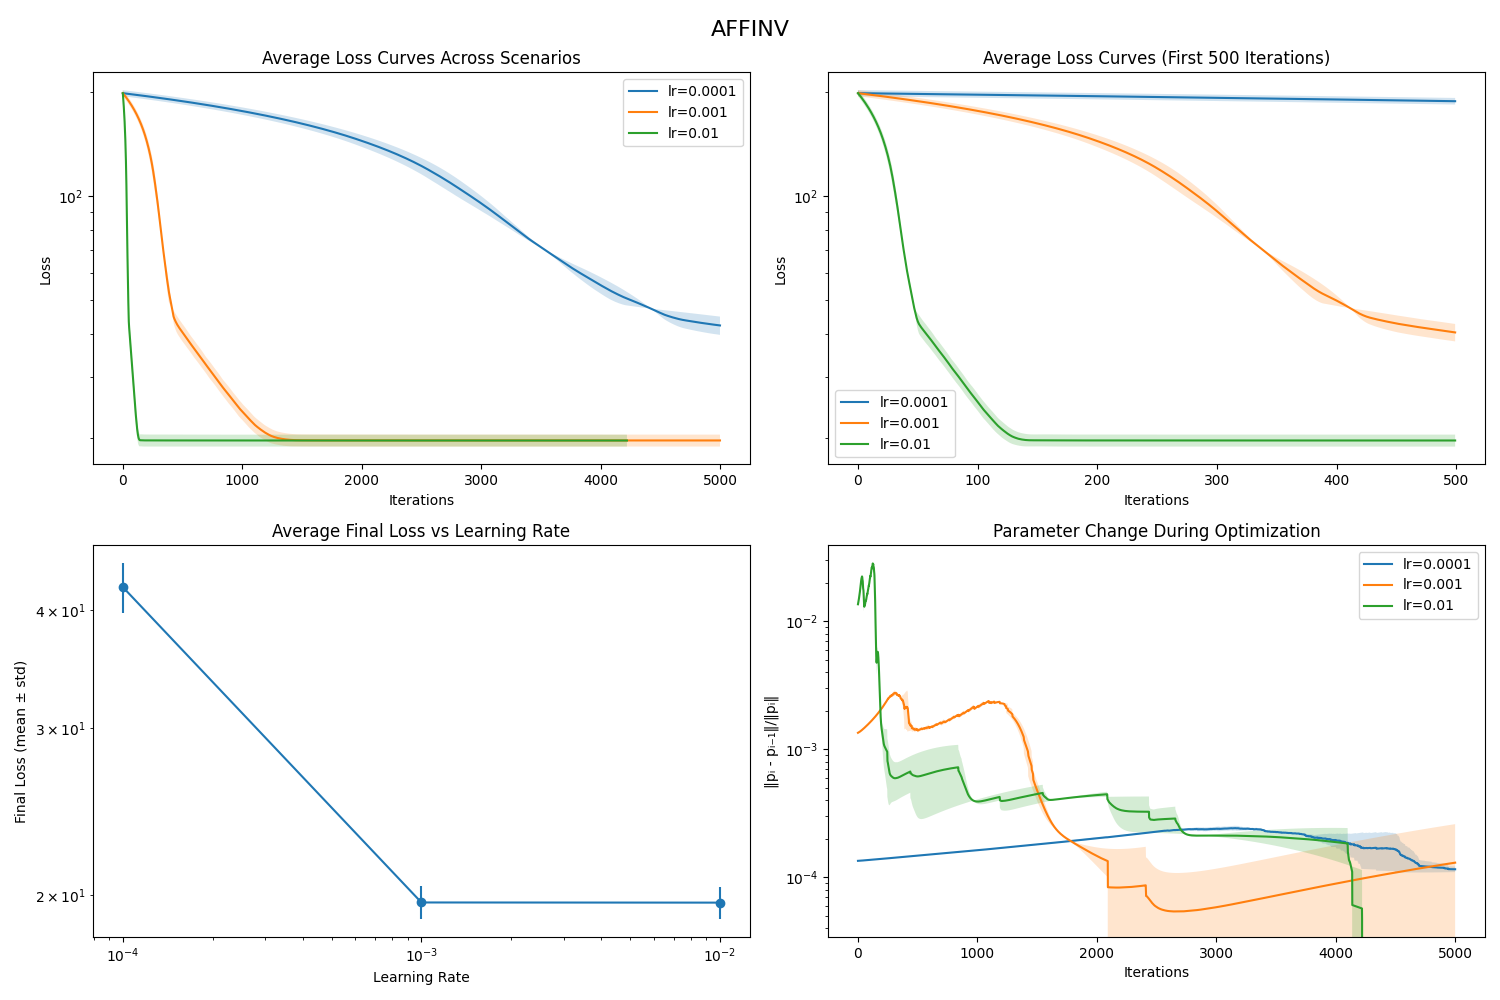 AFFINV
Average Loss Curves Across Scenarios
Loss
10²
lr=0.0001
lr=0.001
lr=0.01
0 1000 2000 3000 4000 5000
Iterations
Average Loss Curves (First 500 Iterations)
Loss
10²
lr=0.0001
lr=0.001
lr=0.01
0 100 200 300 400 500
Iterations
Average Final Loss vs Learning Rate
Final Loss (mean ± std)
4 × 10¹
3 × 10¹
2 × 10¹
10⁻⁴ 10⁻³ 10⁻²
Learning Rate
Parameter Change During Optimization
‖pᵢ - pᵢ₋₁‖/‖pᵢ‖
10⁻²
10⁻³
10⁻⁴
lr=0.0001
lr=0.001
lr=0.01
0 1000 2000 3000 4000 5000
Iterations